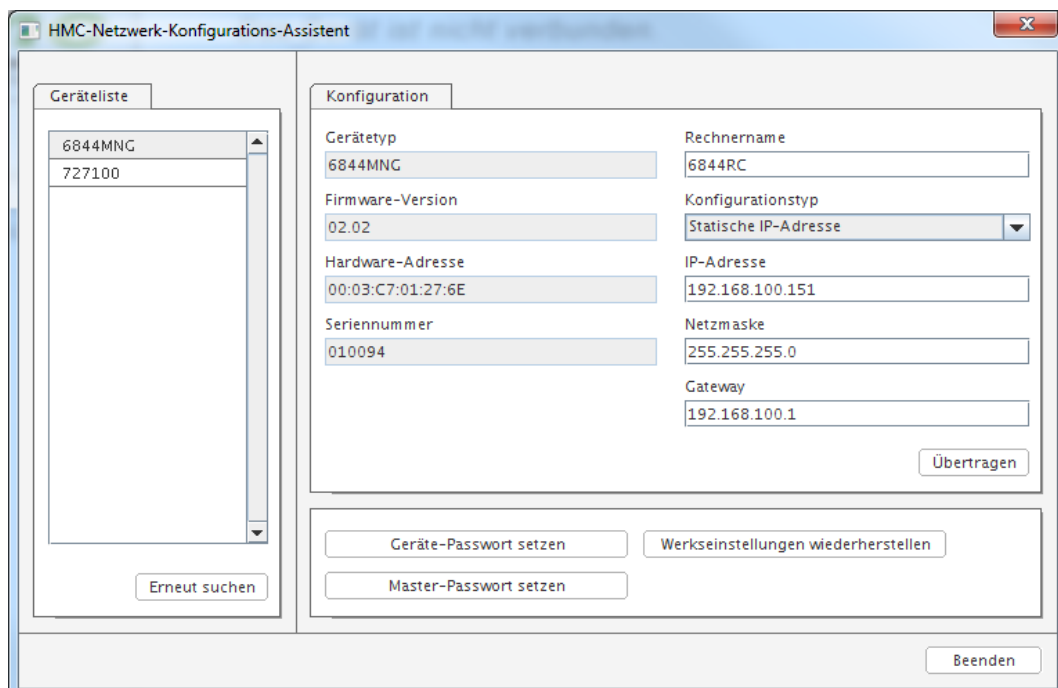 HMC-Netzwerk-Konfigurations-Assistent
ist nicht verbunden
Geräteliste
6844MNG
727100
Erneut suchen
Konfiguration
Gerätetyp
6844MNG
Firmware-Version
02.02
Hardware-Adresse
00:03:C7:01:27:6E
Seriennummer
010094
Rechnername
6844RC
Konfigurationstyp
Statische IP-Adresse
IP-Adresse
192.168.100.151
Netzmaske
255.255.255.0
Gateway
192.168.100.1
Übertragen
Geräte-Passwort setzen
Werkseinstellungen wiederherstellen
Master-Passwort setzen
Beenden